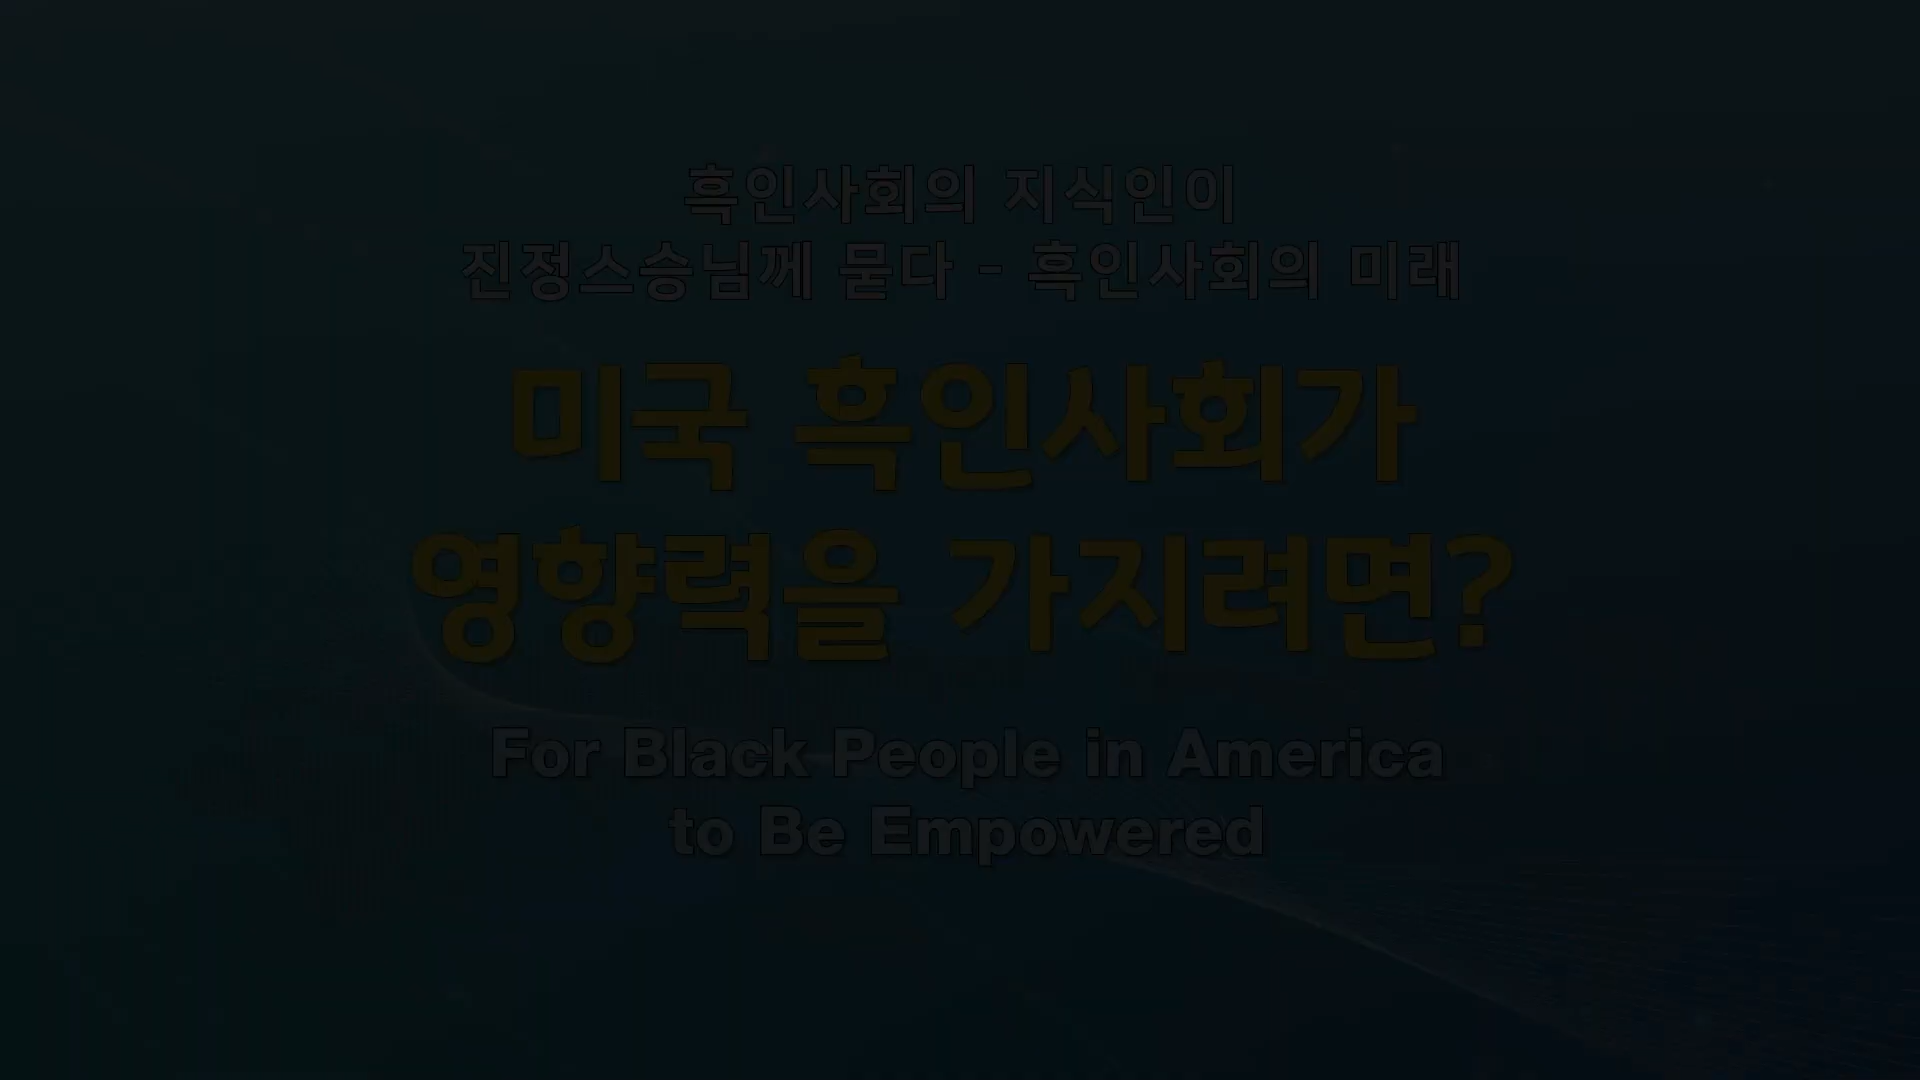 흑인사회의 지식인이
진정스승님께 묻다 - 흑인사회의 미래
미국 흑인사회가
영향력을 가지려면?
For Black People in America
to Be Empowered